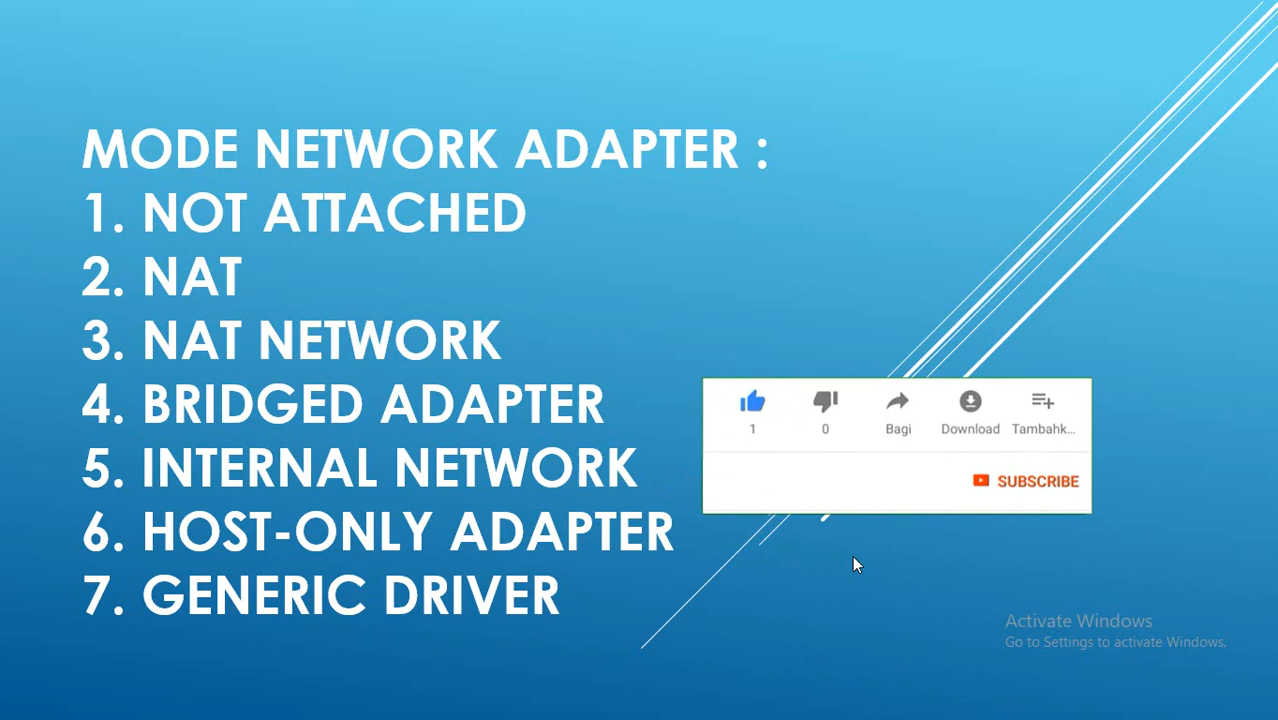 MODE NETWORK ADAPTER :
1. NOT ATTACHED
2. NAT
3. NAT NETWORK
4. BRIDGED ADAPTER
5. INTERNAL NETWORK
6. HOST-ONLY ADAPTER
7. GENERIC DRIVER
1 0 Bagi Download Tambahk...
SUBSCRIBE
Activate Windows
Go to Settings to activate Windows.